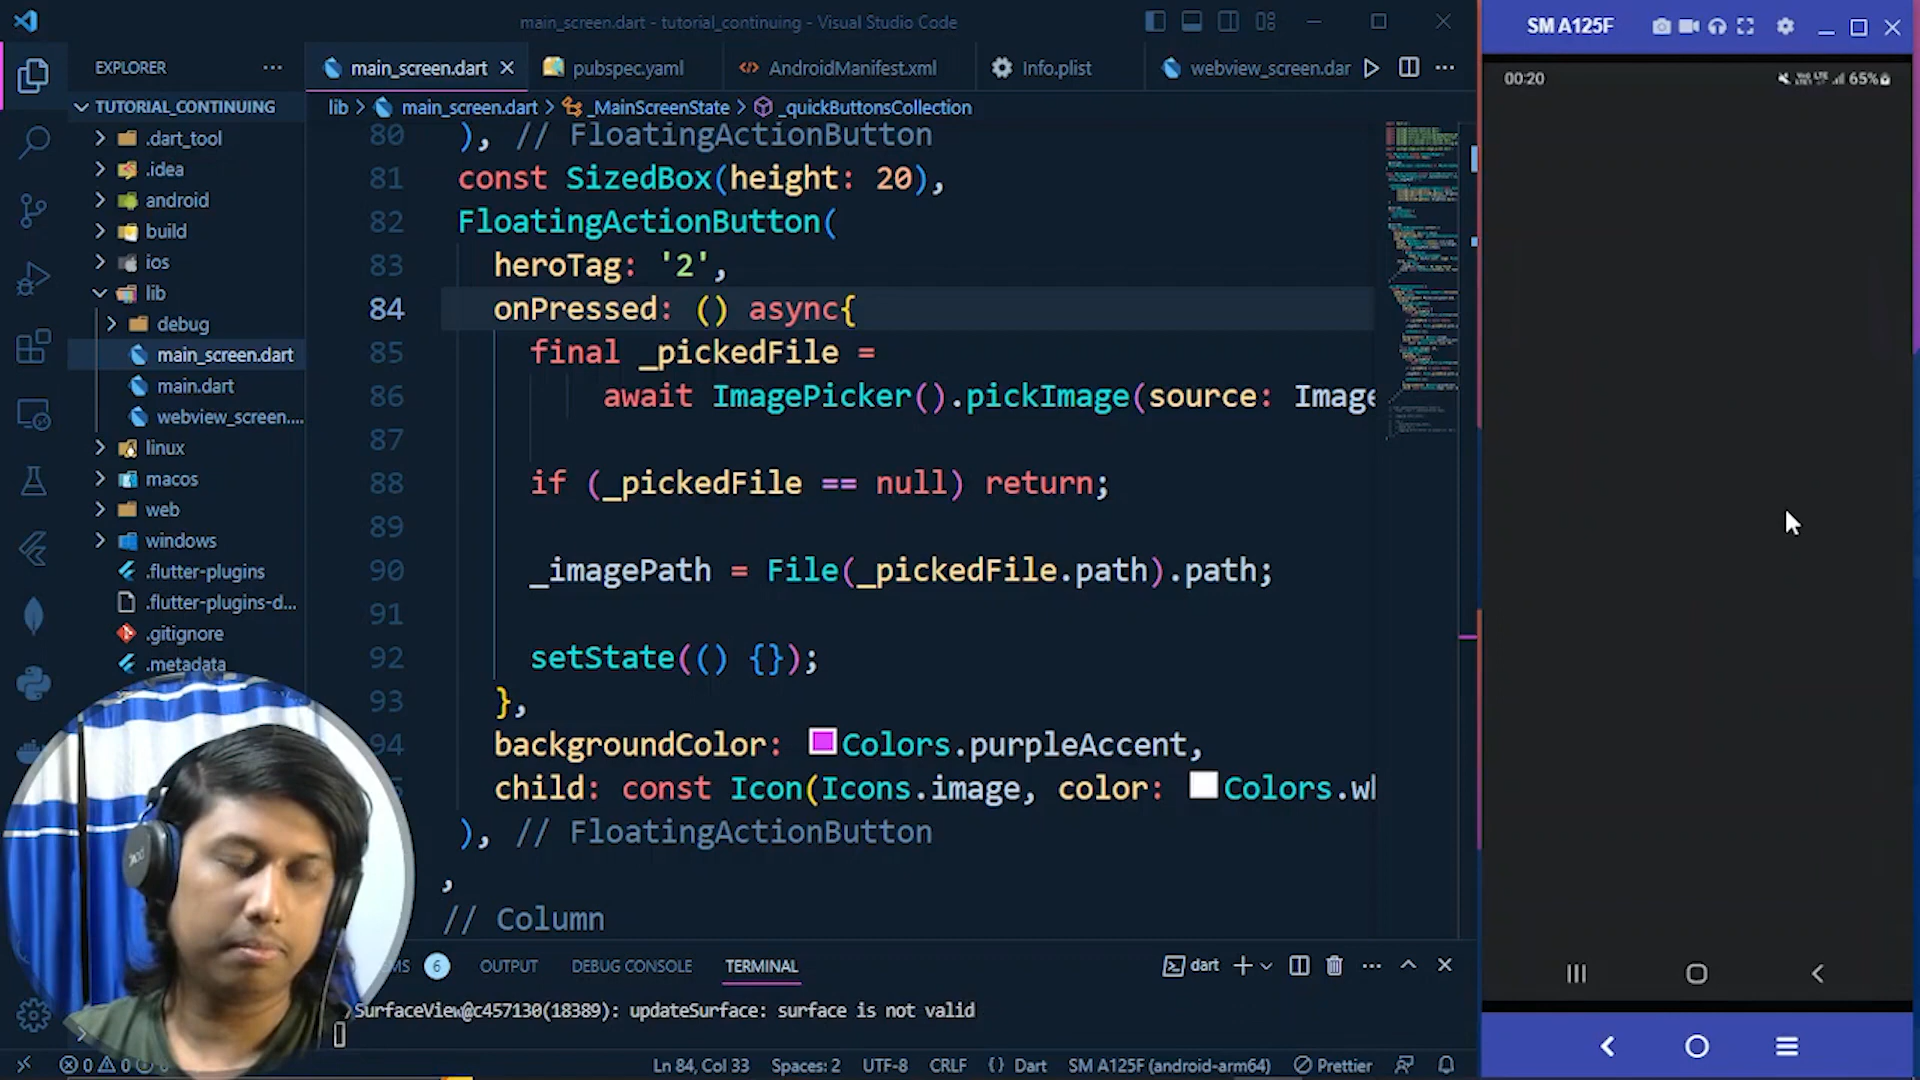 main_screen.dart - tutorial_continuing - Visual Studio Code
EXPLORER
main_screen.dart
pubspec.yaml
AndroidManifest.xml
Info.plist
webview_screen.dar
TUTORIAL_CONTINUING
lib > main_screen.dart > _MainScreenState > _quickButtonsCollection
.dart_tool
.idea
android
build
ios
lib
debug
main_screen.dart
main.dart
webview_screen....
linux
macos
web
windows
.flutter-plugins
.flutter-plugins-d...
.gitignore
.metadata
80 ), // FloatingActionButton
81 const SizedBox(height: 20),
82 FloatingActionButton(
83 heroTag: '2',
84 onPressed: () async{
85 final _pickedFile =
86 await ImagePicker().pickImage(source: Image
87
88 if (_pickedFile == null) return;
89
90 _imagePath = File(_pickedFile.path).path;
91
92 setState(() {});
93 },
94 backgroundColor: Colors.purpleAccent,
child: const Icon(Icons.image, color: Colors.wh
), // FloatingActionButton
,
// Column
MS 6 OUTPUT DEBUG CONSOLE TERMINAL
dart
SurfaceView@c457130(18389): updateSurface: surface is not valid
0 0
Ln 84, Col 33 Spaces: 2 UTF-8 CRLF {} Dart SM A125F (android-arm64) Prettier
SM A125F
00:20
65%